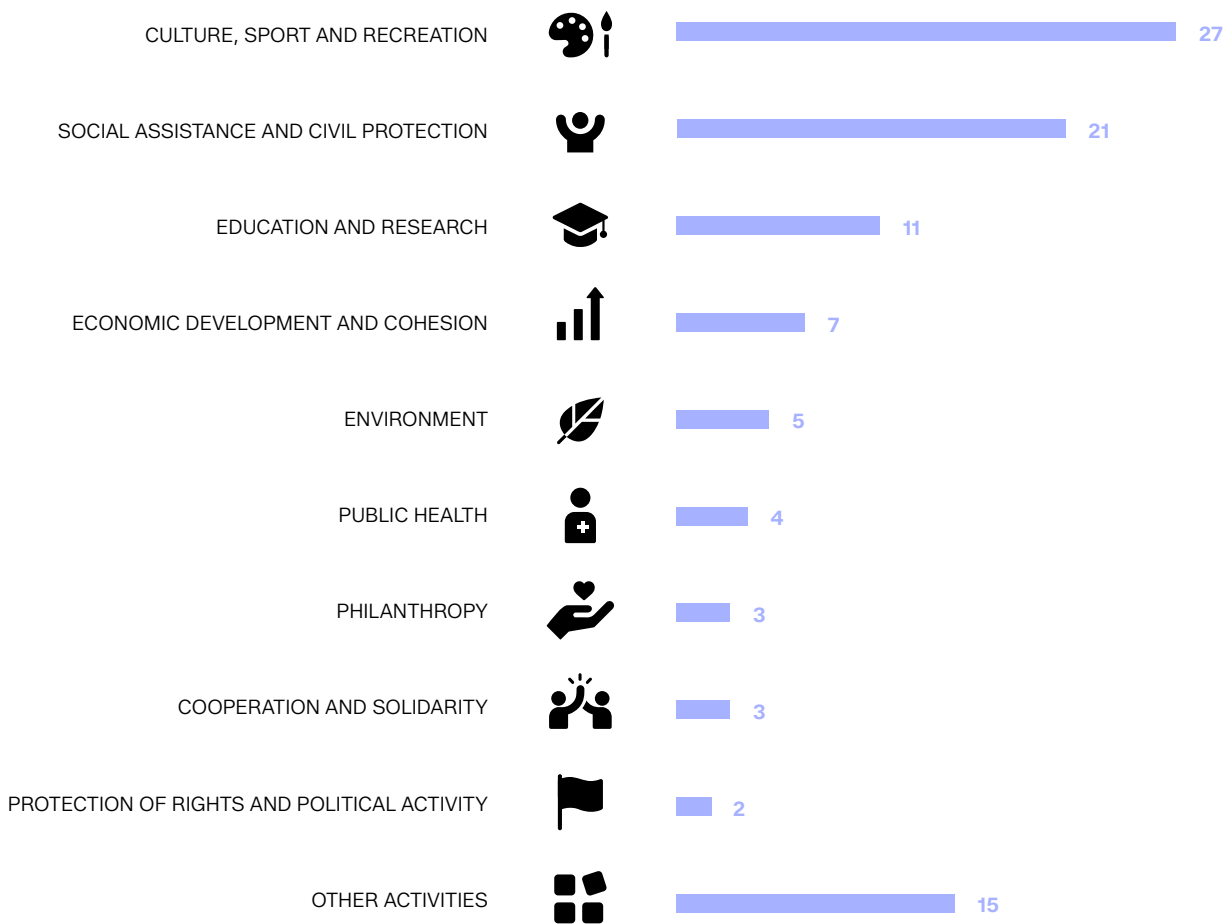 CULTURE, SPORT AND RECREATION 27
SOCIAL ASSISTANCE AND CIVIL PROTECTION 21
EDUCATION AND RESEARCH 11
ECONOMIC DEVELOPMENT AND COHESION 7
ENVIRONMENT 5
PUBLIC HEALTH 4
PHILANTHROPY 3
COOPERATION AND SOLIDARITY 3
PROTECTION OF RIGHTS AND POLITICAL ACTIVITY 2
OTHER ACTIVITIES 15